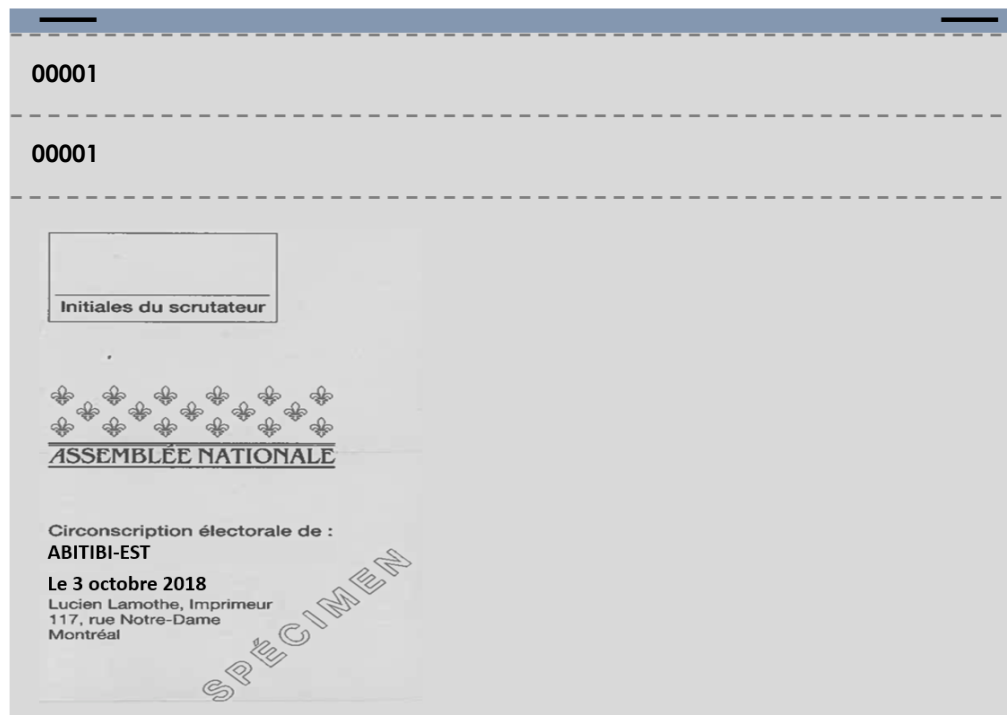 00001
00001
Initiales du scrutateur
ASSEMBLÉE NATIONALE
Circonscription électorale de :
ABITIBI-EST
Le 3 octobre 2018
Lucien Lamothe, Imprimeur
117, rue Notre-Dame
Montréal
SPÉCIMEN